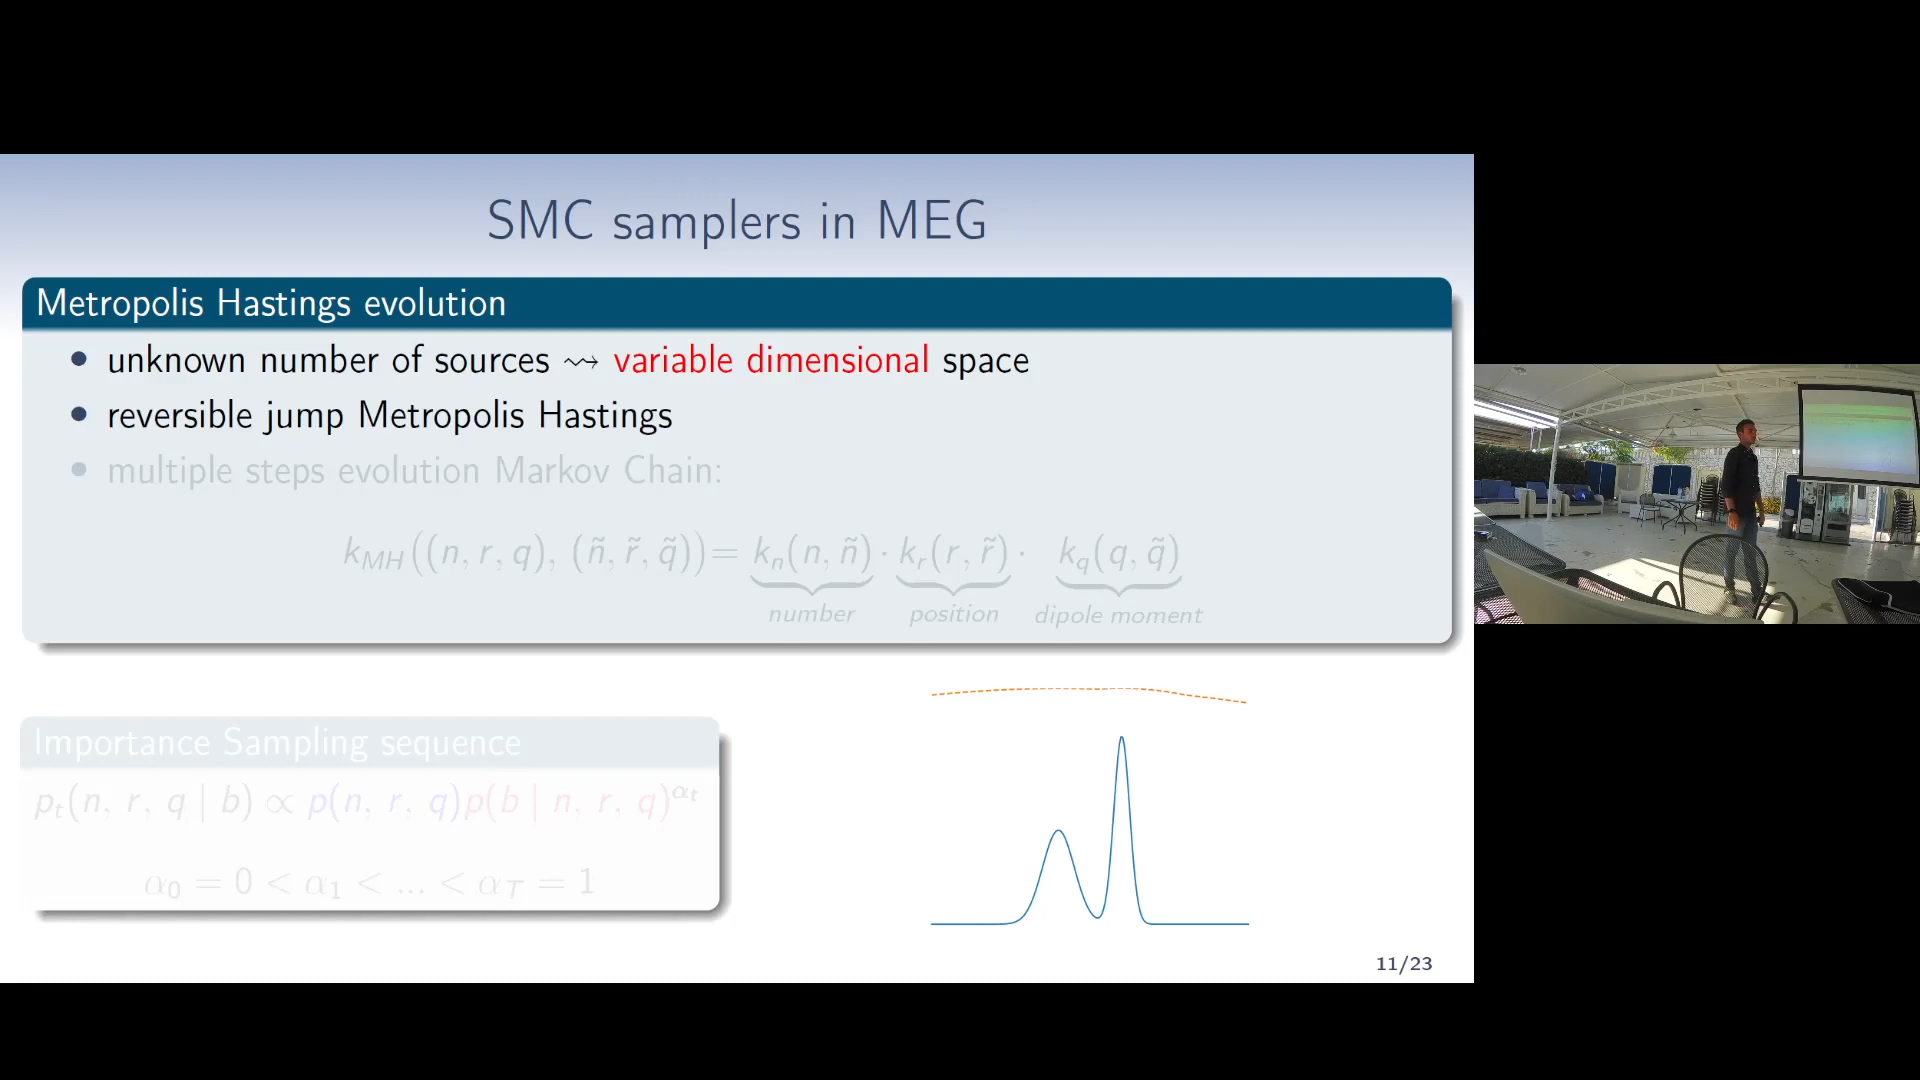 SMC samplers in MEG
Metropolis Hastings evolution
• unknown number of sources ⇝ variable dimensional space
• reversible jump Metropolis Hastings
• multiple steps evolution Markov Chain:
k_MH((n, r, q), (ñ, r̃, q̃)) = k_n(n, ñ) · k_r(r, r̃) · k_q(q, q̃)
number position dipole moment
Importance Sampling sequence
p_t(n, r, q | b) ∝ p(n, r, q)p(b | n, r, q)^α_t
α_0 = 0 < α_1 < ... < α_T = 1
11/23